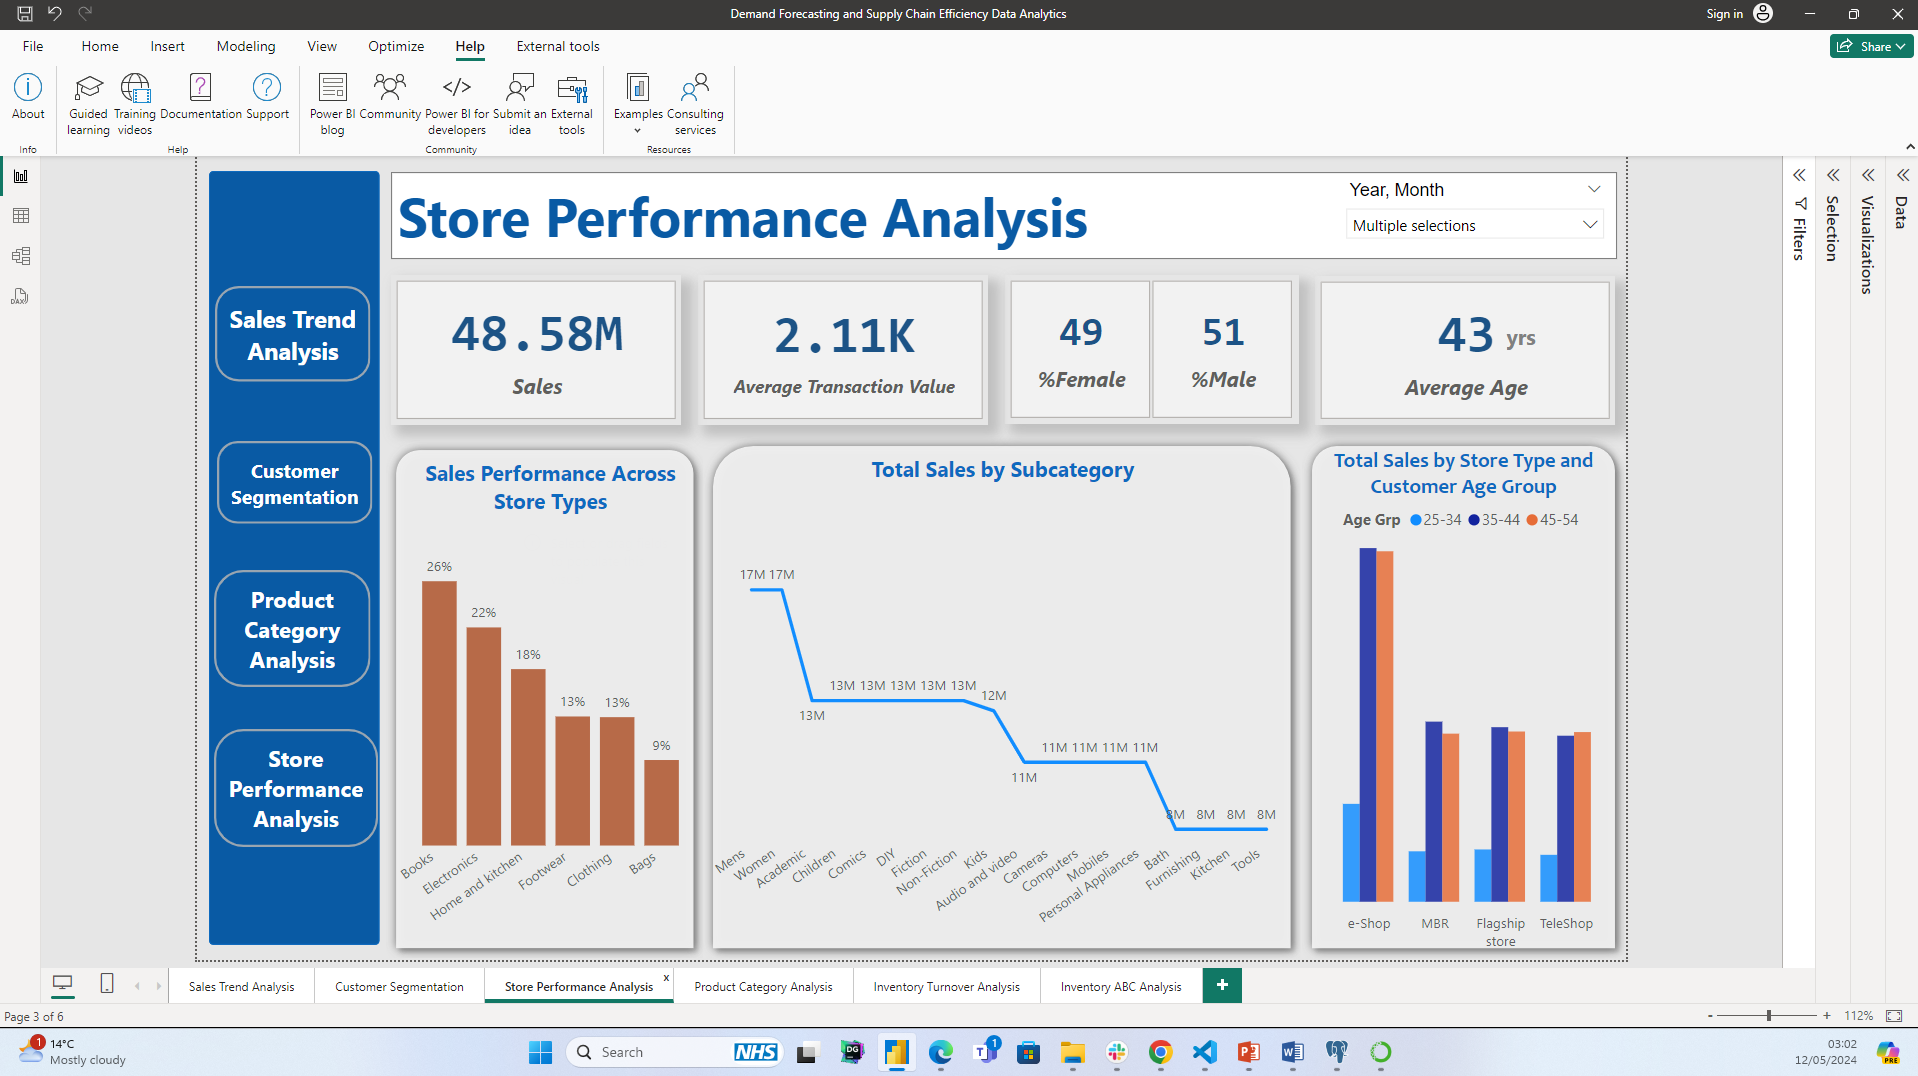 Demand Forecasting and Supply Chain Efficiency Data Analytics
Sign in
File Home Insert Modeling View Optimize Help External tools
Share
About
Guided learning
Training videos
Documentation
Support
Power BI blog
Community
Power BI for developers
Submit an idea
External tools
Examples
Consulting services
Info
Help
Community
Resources
Store Performance Analysis
Year, Month
Multiple selections
Filters
Selection
Visualizations
Data
Sales Trend
Analysis
Customer
Segmentation
Product
Category
Analysis
Store
Performance
Analysis
48.58M
Sales
2.11K
Average Transaction Value
49
%Female
51
%Male
43 yrs
Average Age
Sales Performance Across
Store Types
26%
22%
18%
13%
13%
9%
Books
Electronics
Home and kitchen
Footwear
Clothing
Bags
Total Sales by Subcategory
17M 17M
13M
13M 13M 13M 13M 13M
12M
11M
11M 11M 11M 11M
8M 8M 8M 8M
Mens
Women
Academic
Children
Comics
DIY
Fiction
Non-Fiction
Kids
Audio and video
Cameras
Computers
Mobiles
Personal Appliances
Bath
Furnishing
Kitchen
Tools
Total Sales by Store Type and
Customer Age Group
Age Grp 25-34 35-44 45-54
e-Shop
MBR
Flagship
store
TeleShop
Sales Trend Analysis
Customer Segmentation
Store Performance Analysis
x
Product Category Analysis
Inventory Turnover Analysis
Inventory ABC Analysis
+
Page 3 of 6
- + 112%
1
14°C
Mostly cloudy
Search
NHS
DG
T
1
P
W
03:02
12/05/2024
PRE
DAX